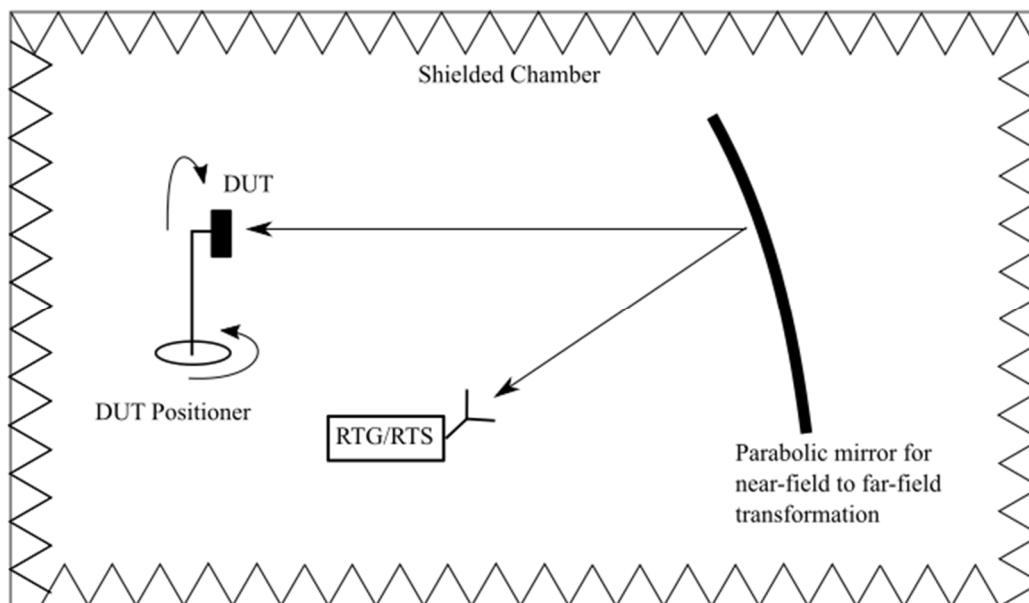 Shielded Chamber
DUT
DUT Positioner
RTG/RTS
Parabolic mirror for
near-field to far-field
transformation